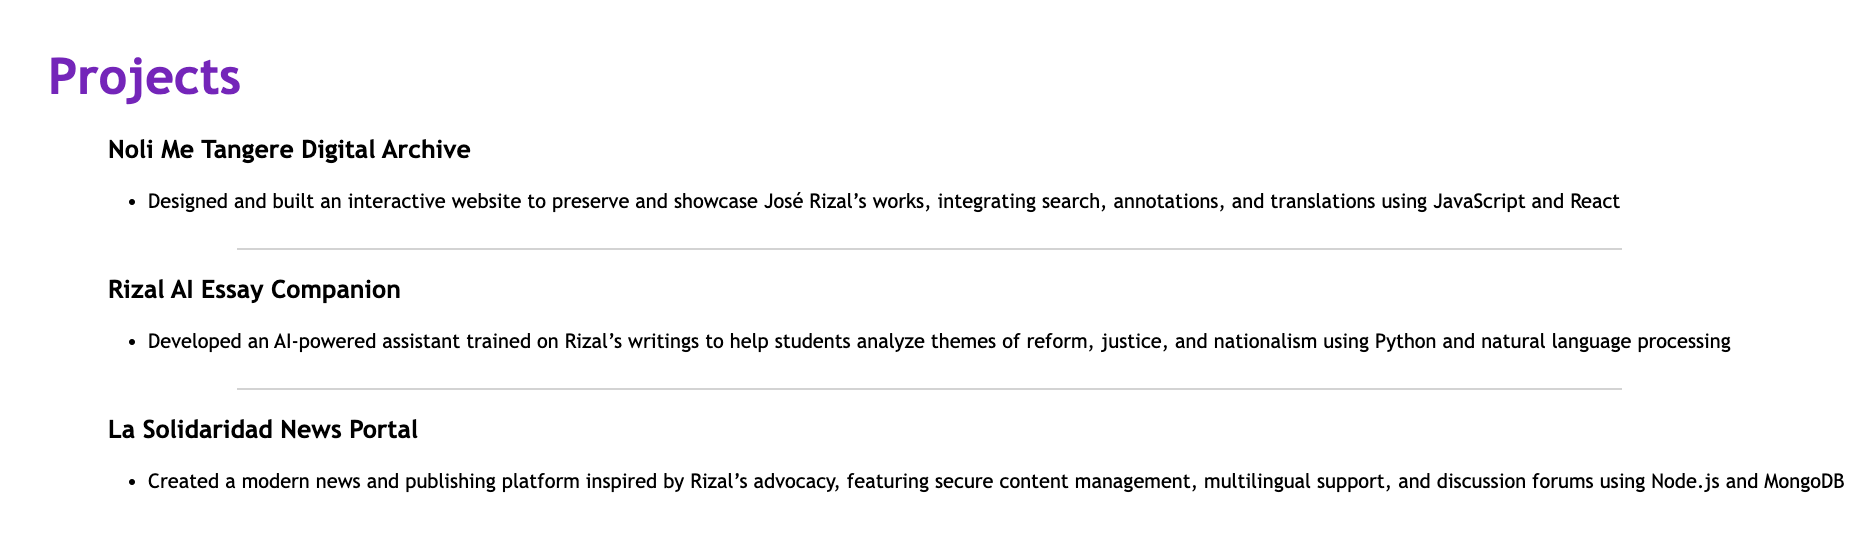 Projects
Noli Me Tangere Digital Archive
• Designed and built an interactive website to preserve and showcase José Rizal’s works, integrating search, annotations, and translations using JavaScript and React
Rizal AI Essay Companion
• Developed an AI-powered assistant trained on Rizal’s writings to help students analyze themes of reform, justice, and nationalism using Python and natural language processing
La Solidaridad News Portal
• Created a modern news and publishing platform inspired by Rizal’s advocacy, featuring secure content management, multilingual support, and discussion forums using Node.js and MongoDB